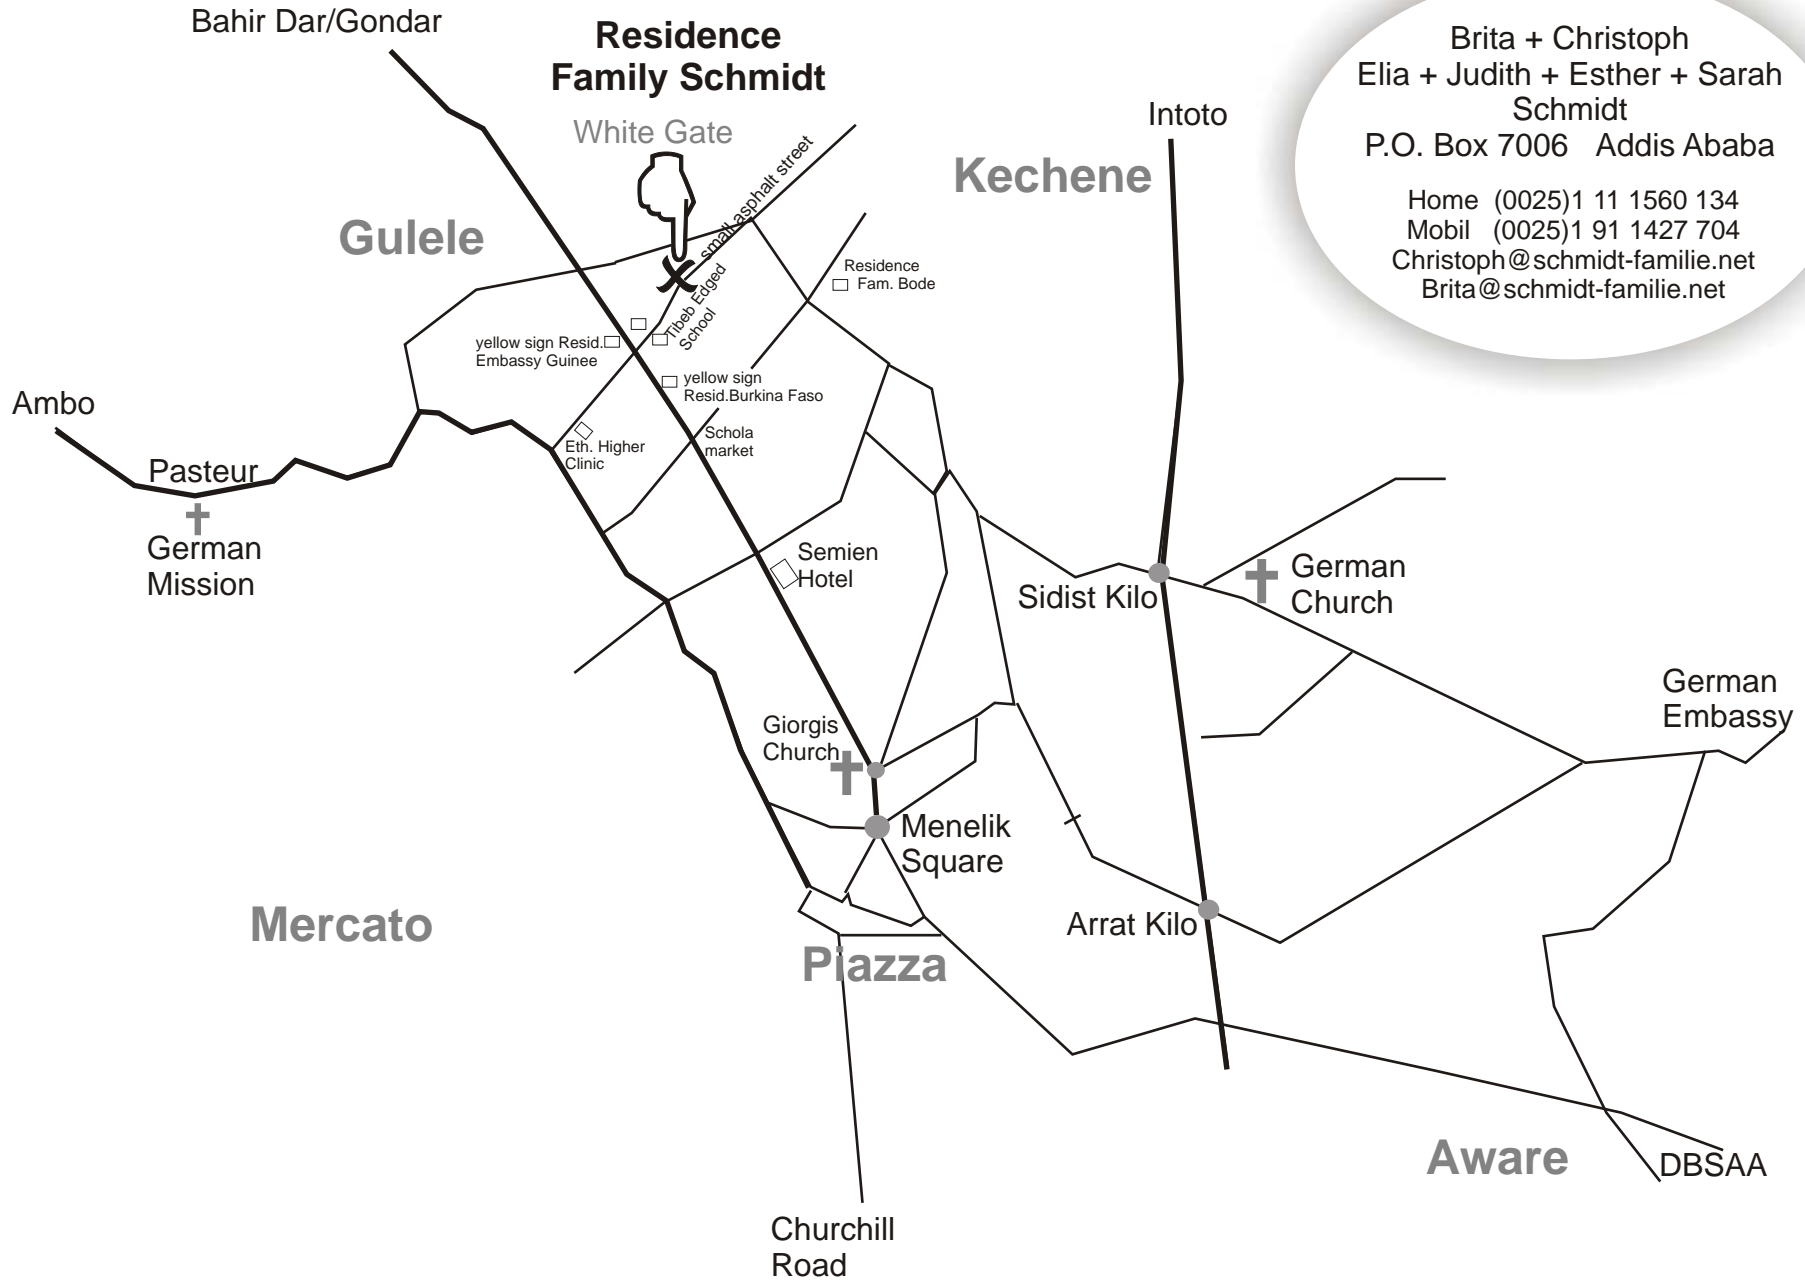 Bahir Dar/Gondar
Residence
Family Schmidt
White Gate
small asphalt street
Brita + Christoph
Elia + Judith + Esther + Sarah
Schmidt
P.O. Box 7006 Addis Ababa
Home (0025)1 11 1560 134
Mobil (0025)1 91 1427 704
Christoph@schmidt-familie.net
Brita@schmidt-familie.net
Intoto
Kechene
Gulele
Residence
Fam. Bode
Tibeb Edged
School
yellow sign Resid.
Embassy Guinee
yellow sign
Resid.Burkina Faso
Ambo
Schola
market
Eth. Higher
Clinic
Pasteur
German
Mission
Semien
Hotel
Sidist Kilo
German
Church
German
Embassy
Giorgis
Church
Menelik
Square
Mercato
Arrat Kilo
Piazza
Aware
DBSAA
Churchill
Road